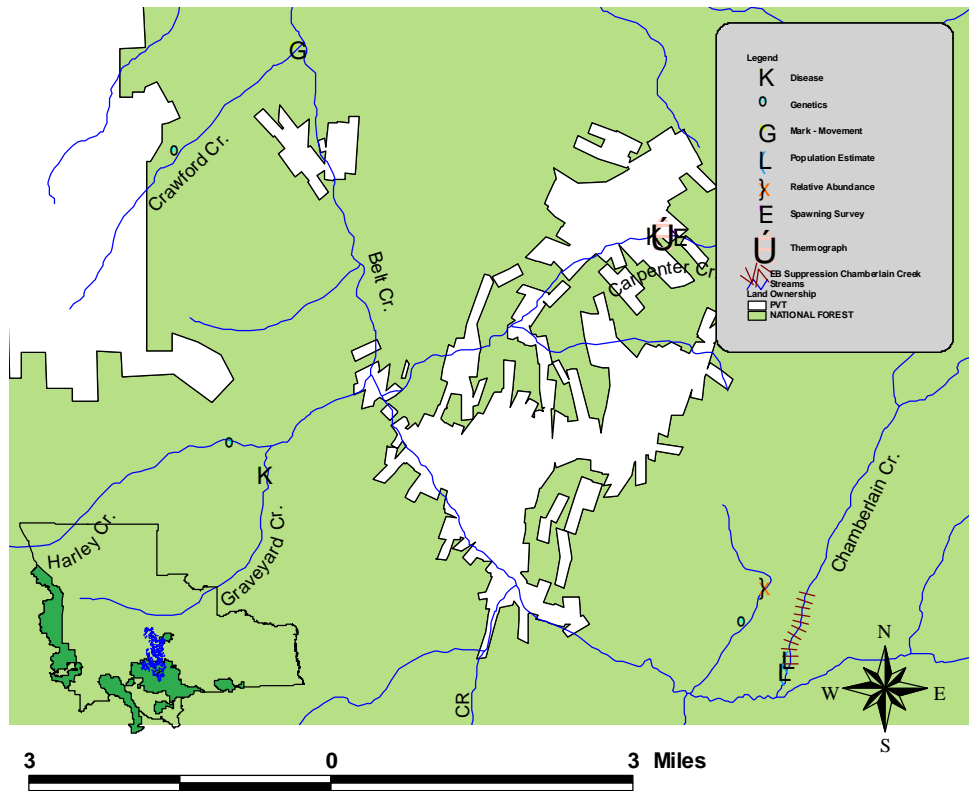 G
Legend
K Disease
o Genetics
G Mark - Movement
L Population Estimate
}x Relative Abundance
E Spawning Survey
Ú Thermograph
EB Suppression Chamberlain Creek
Streams
Land Ownership
PVT
NATIONAL FOREST
o
Crawford Cr.
Belt Cr.
K Ú E
Carpenter Cr
o
K
Harley Cr.
Graveyard Cr.
Chamberlain Cr.
}x
o
L
L
CR
N
W E
S
3 0 3 Miles